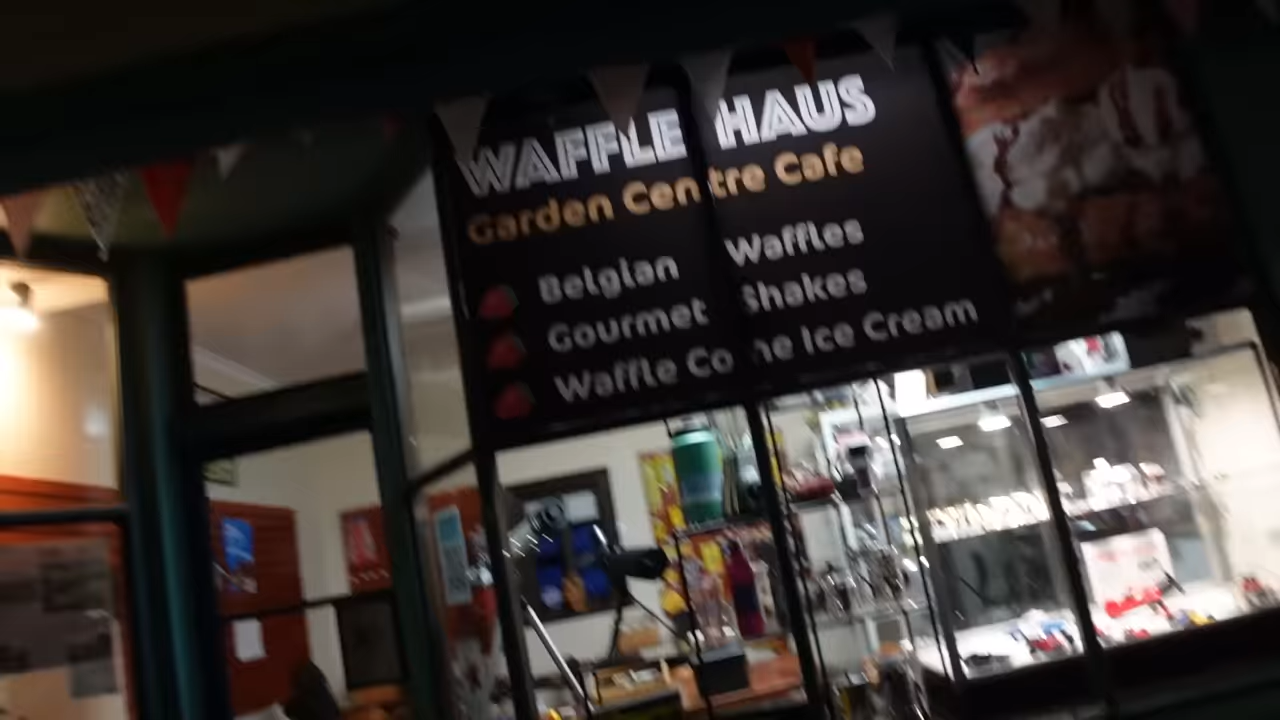 WAFFLE HAUS
Garden Centre Cafe
Belgian Waffles
Gourmet Shakes
Waffle Cone Ice Cream